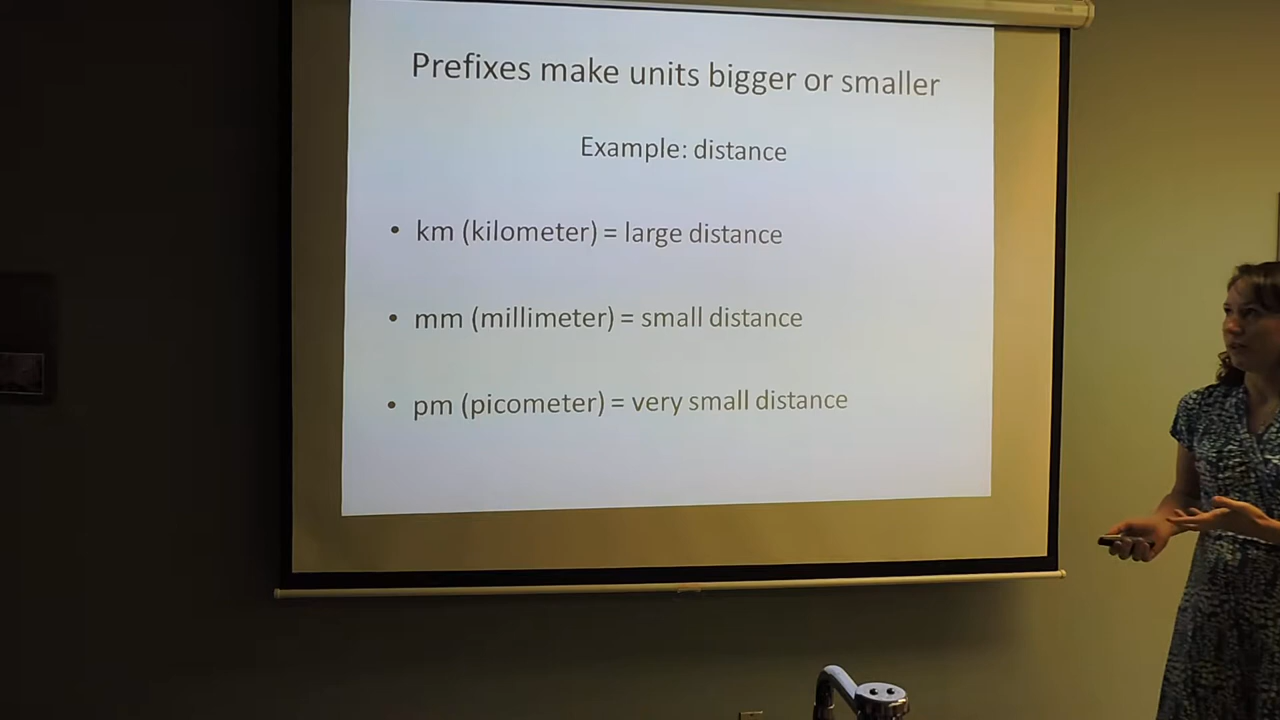 Prefixes make units bigger or smaller
Example: distance
• km (kilometer) = large distance
• mm (millimeter) = small distance
• pm (picometer) = very small distance